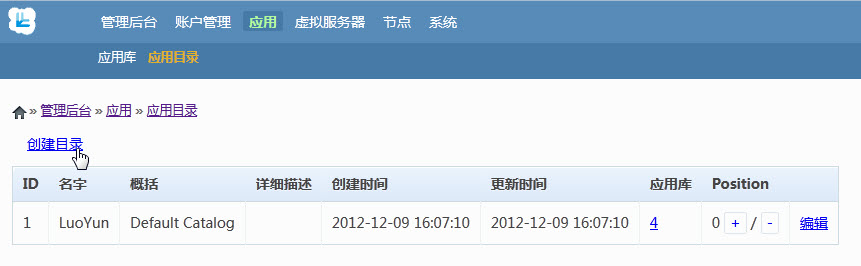 管理后台 账户管理 应用 虚拟服务器 节点 系统
应用库 应用目录
» 管理后台 » 应用 » 应用目录
创建目录
ID 名字 概括 详细描述 创建时间 更新时间 应用库 Position
1 LuoYun Default Catalog 2012-12-09 16:07:10 2012-12-09 16:07:10 4 0 + / - 编辑